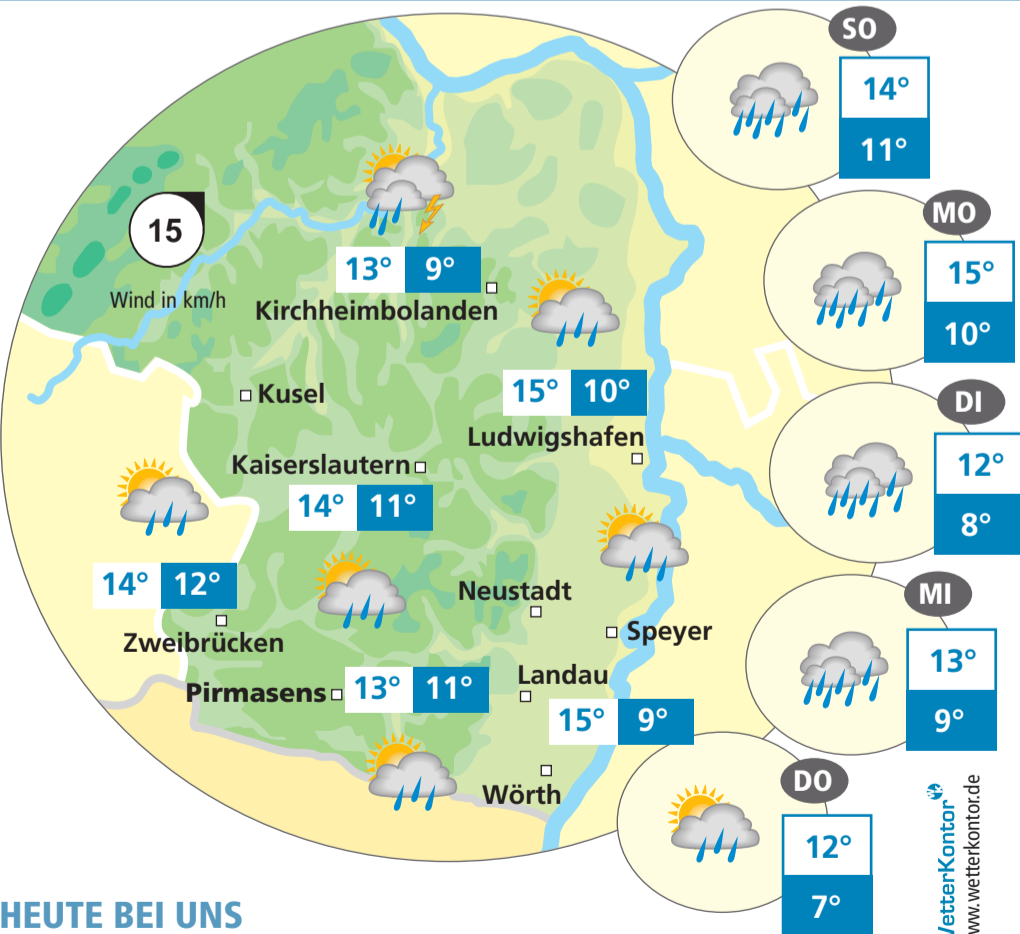 SO
14°
11°
MO
15°
10°
DI
12°
8°
MI
13°
9°
DO
12°
7°
15
Wind in km/h
13° 9°
Kirchheimbolanden
Kusel
15° 10°
Ludwigshafen
Kaiserslautern
14° 11°
14° 12°
Zweibrücken
Neustadt
Speyer
Pirmasens 13° 11°
Landau
15° 9°
Wörth
HEUTE BEI UNS
etterKontor
www.wetterkontor.de